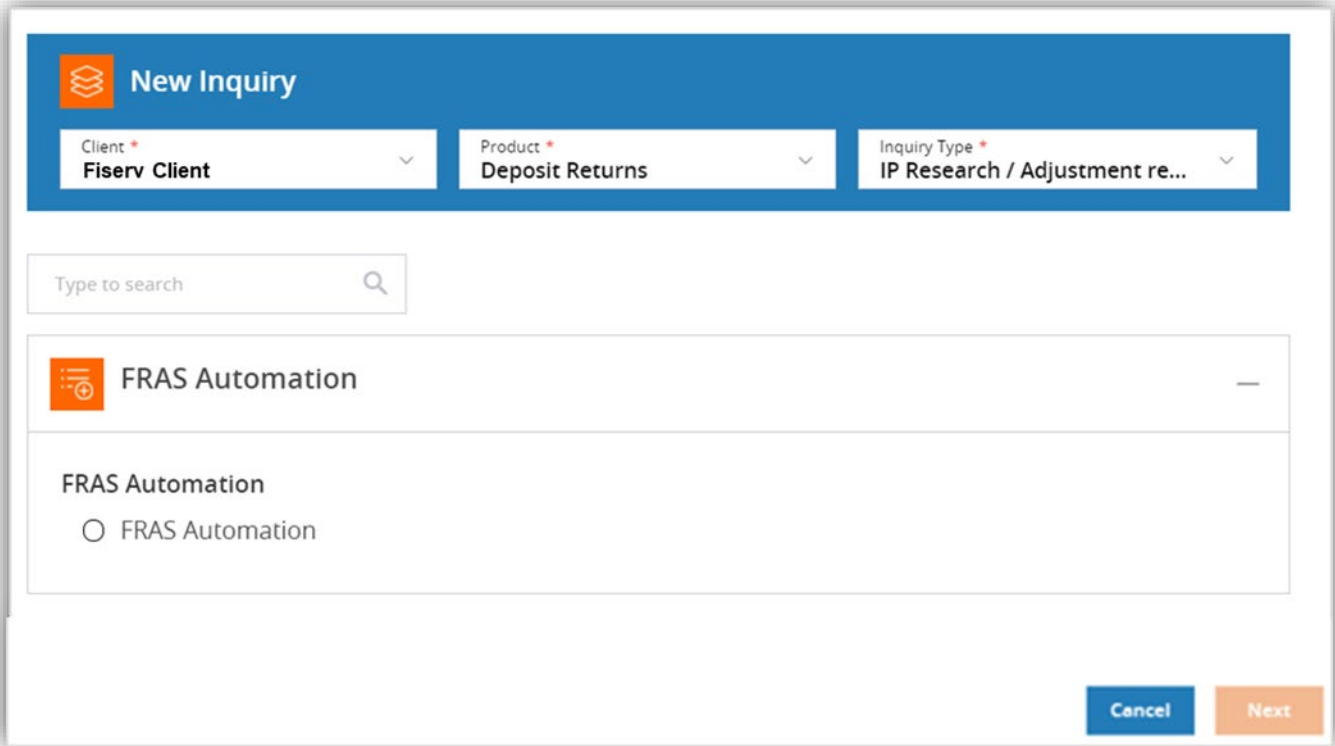 New Inquiry
Client *
Fiserv Client
Product *
Deposit Returns
Inquiry Type *
IP Research / Adjustment re...
Type to search
FRAS Automation
FRAS Automation
FRAS Automation
Cancel
Next